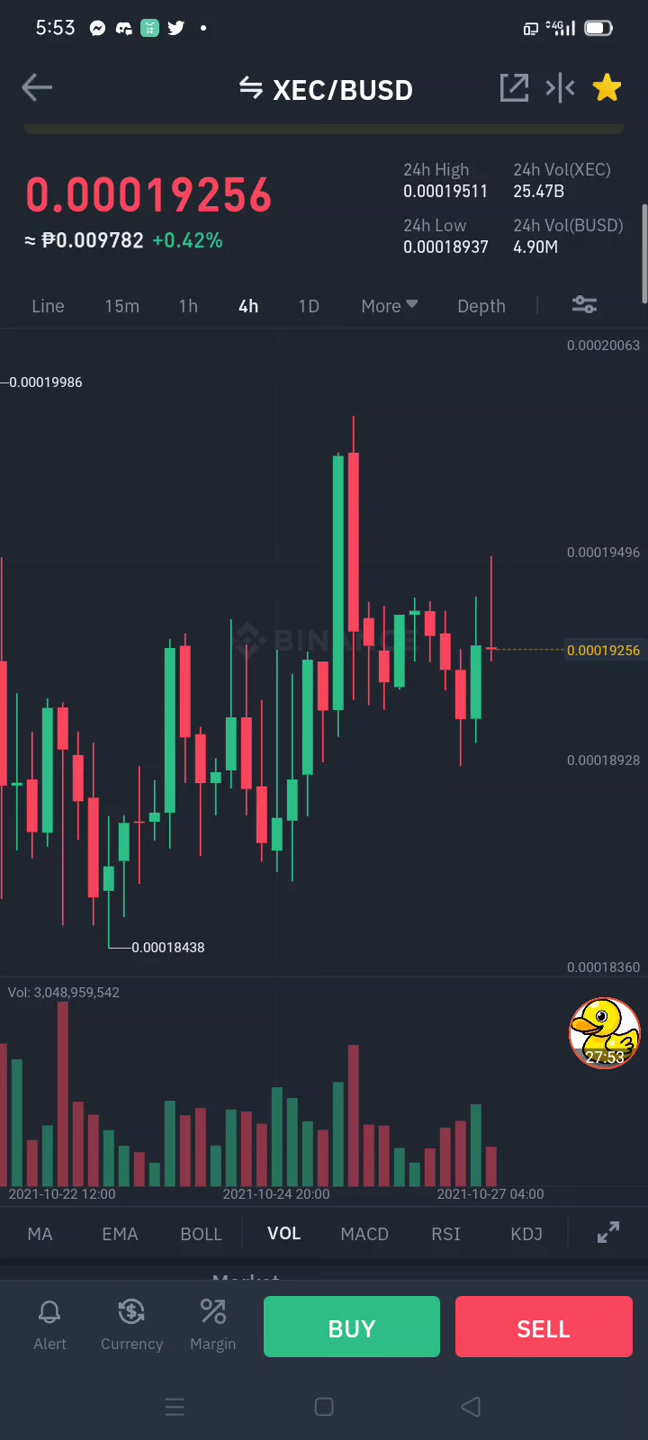 5:53
4G
XEC/BUSD
0.00019256
≈ ₱0.009782 +0.42%
24h High
0.00019511
24h Vol(XEC)
25.47B
24h Low
0.00018937
24h Vol(BUSD)
4.90M
Line 15m 1h 4h 1D More Depth
0.00020063
0.00019986
0.00019496
BINANCE
0.00019256
0.00018928
0.00018438
0.00018360
Vol: 3,048,959,542
27:53
2021-10-22 12:00 2021-10-24 20:00 2021-10-27 04:00
MA EMA BOLL VOL MACD RSI KDJ
Market
Alert Currency Margin BUY SELL